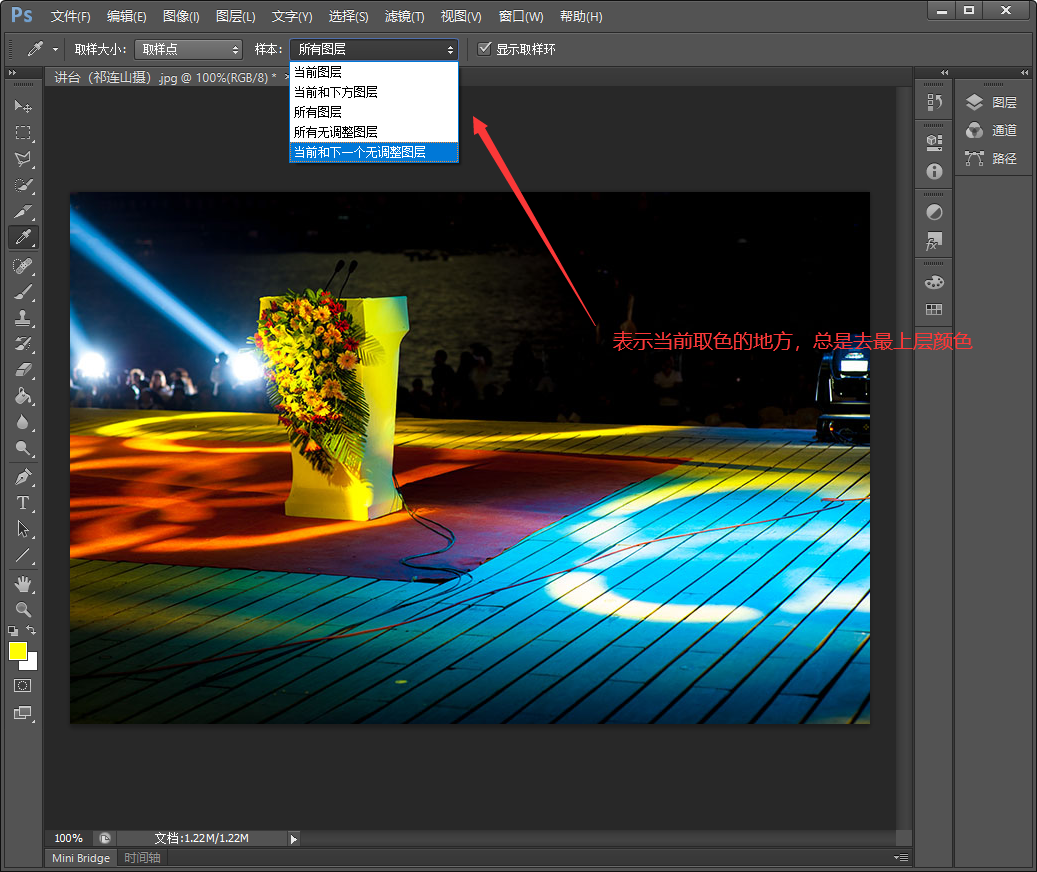 Ps 文件(F) 编辑(E) 图像(I) 图层(L) 文字(Y) 选择(S) 滤镜(T) 视图(V) 窗口(W) 帮助(H)
取样大小: 取样点 样本: 所有图层 显示取样环
讲台（祁连山摄）.jpg @ 100%(RGB/8) * ×
当前图层
当前和下方图层
所有图层
所有无调整图层
当前和下一个无调整图层
图层
通道
路径
表示当前取色的地方，总是去最上层颜色
100% 文档:1.22M/1.22M
Mini Bridge 时间轴